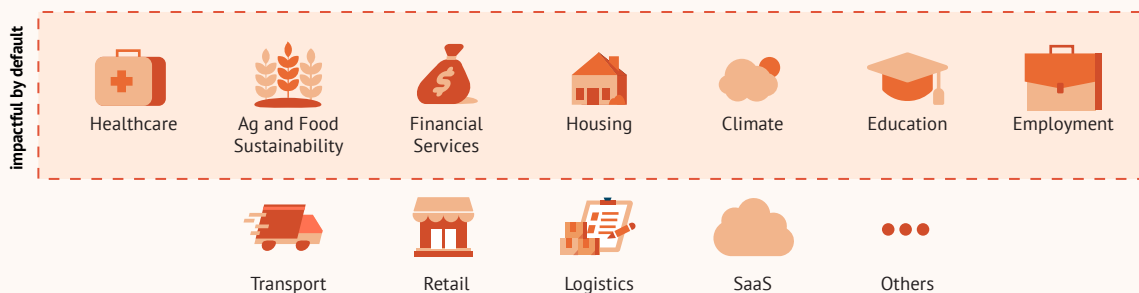 impactful by default
Healthcare
Ag and Food
Sustainability
Financial
Services
Housing
Climate
Education
Employment
Transport
Retail
Logistics
SaaS
Others